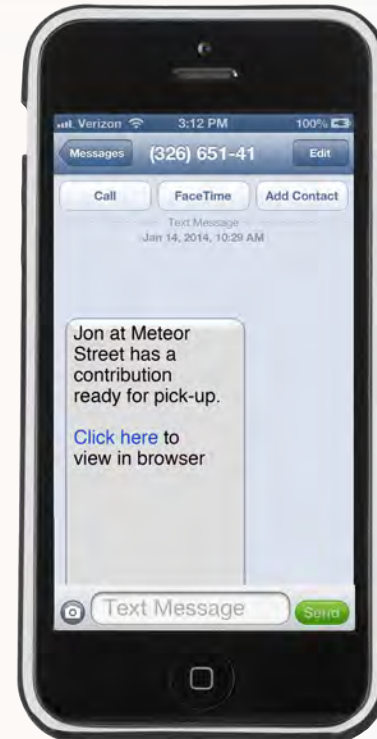 Verizon 3:12 PM 100%
Messages (326) 651-41 Edit
Call FaceTime Add Contact
Text Message
Jan 14, 2014, 10:29 AM
Jon at Meteor
Street has a
contribution
ready for pick-up.
Click here to
view in browser
Text Message Send